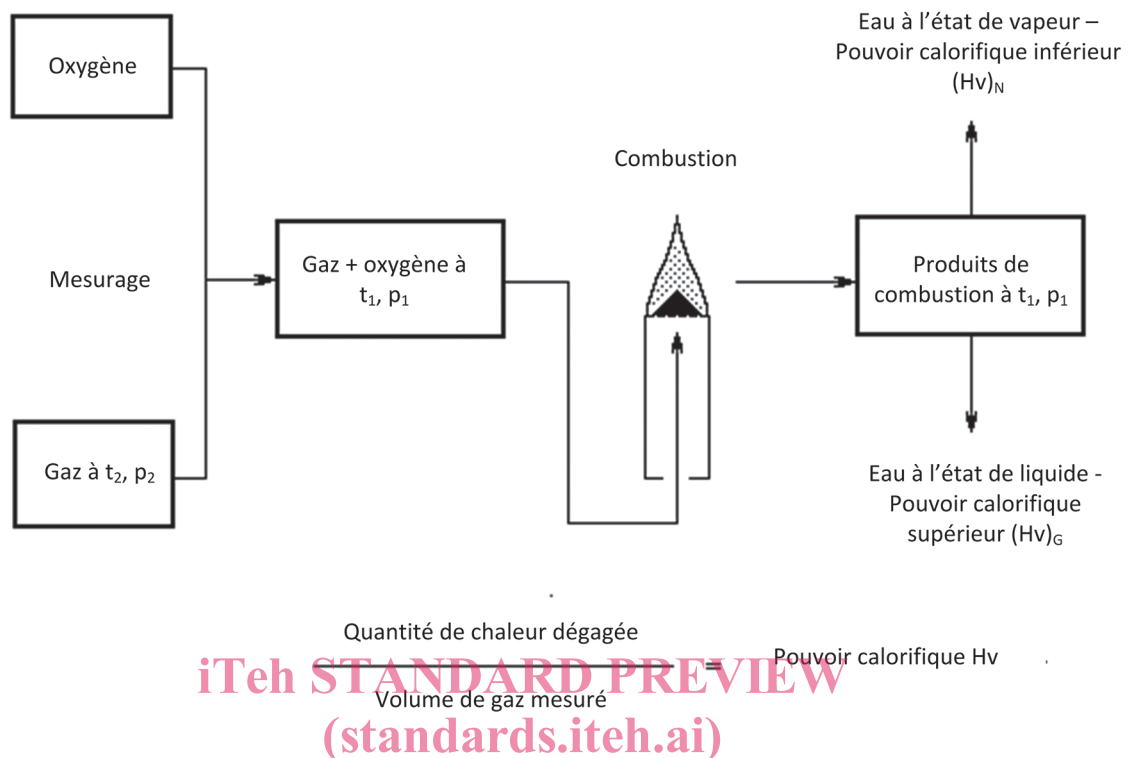 Oxygène
Mesurage
Gaz à t₂, p₂
Gaz + oxygène à
t₁, p₁
Combustion
Eau à l’état de vapeur –
Pouvoir calorifique inférieur
(Hv)N
Produits de
combustion à t₁, p₁
Eau à l’état de liquide -
Pouvoir calorifique
supérieur (Hv)G
Quantité de chaleur dégagée
= Pouvoir calorifique Hv
Volume de gaz mesuré
iTeh STANDARD PREVIEW
(standards.iteh.ai)